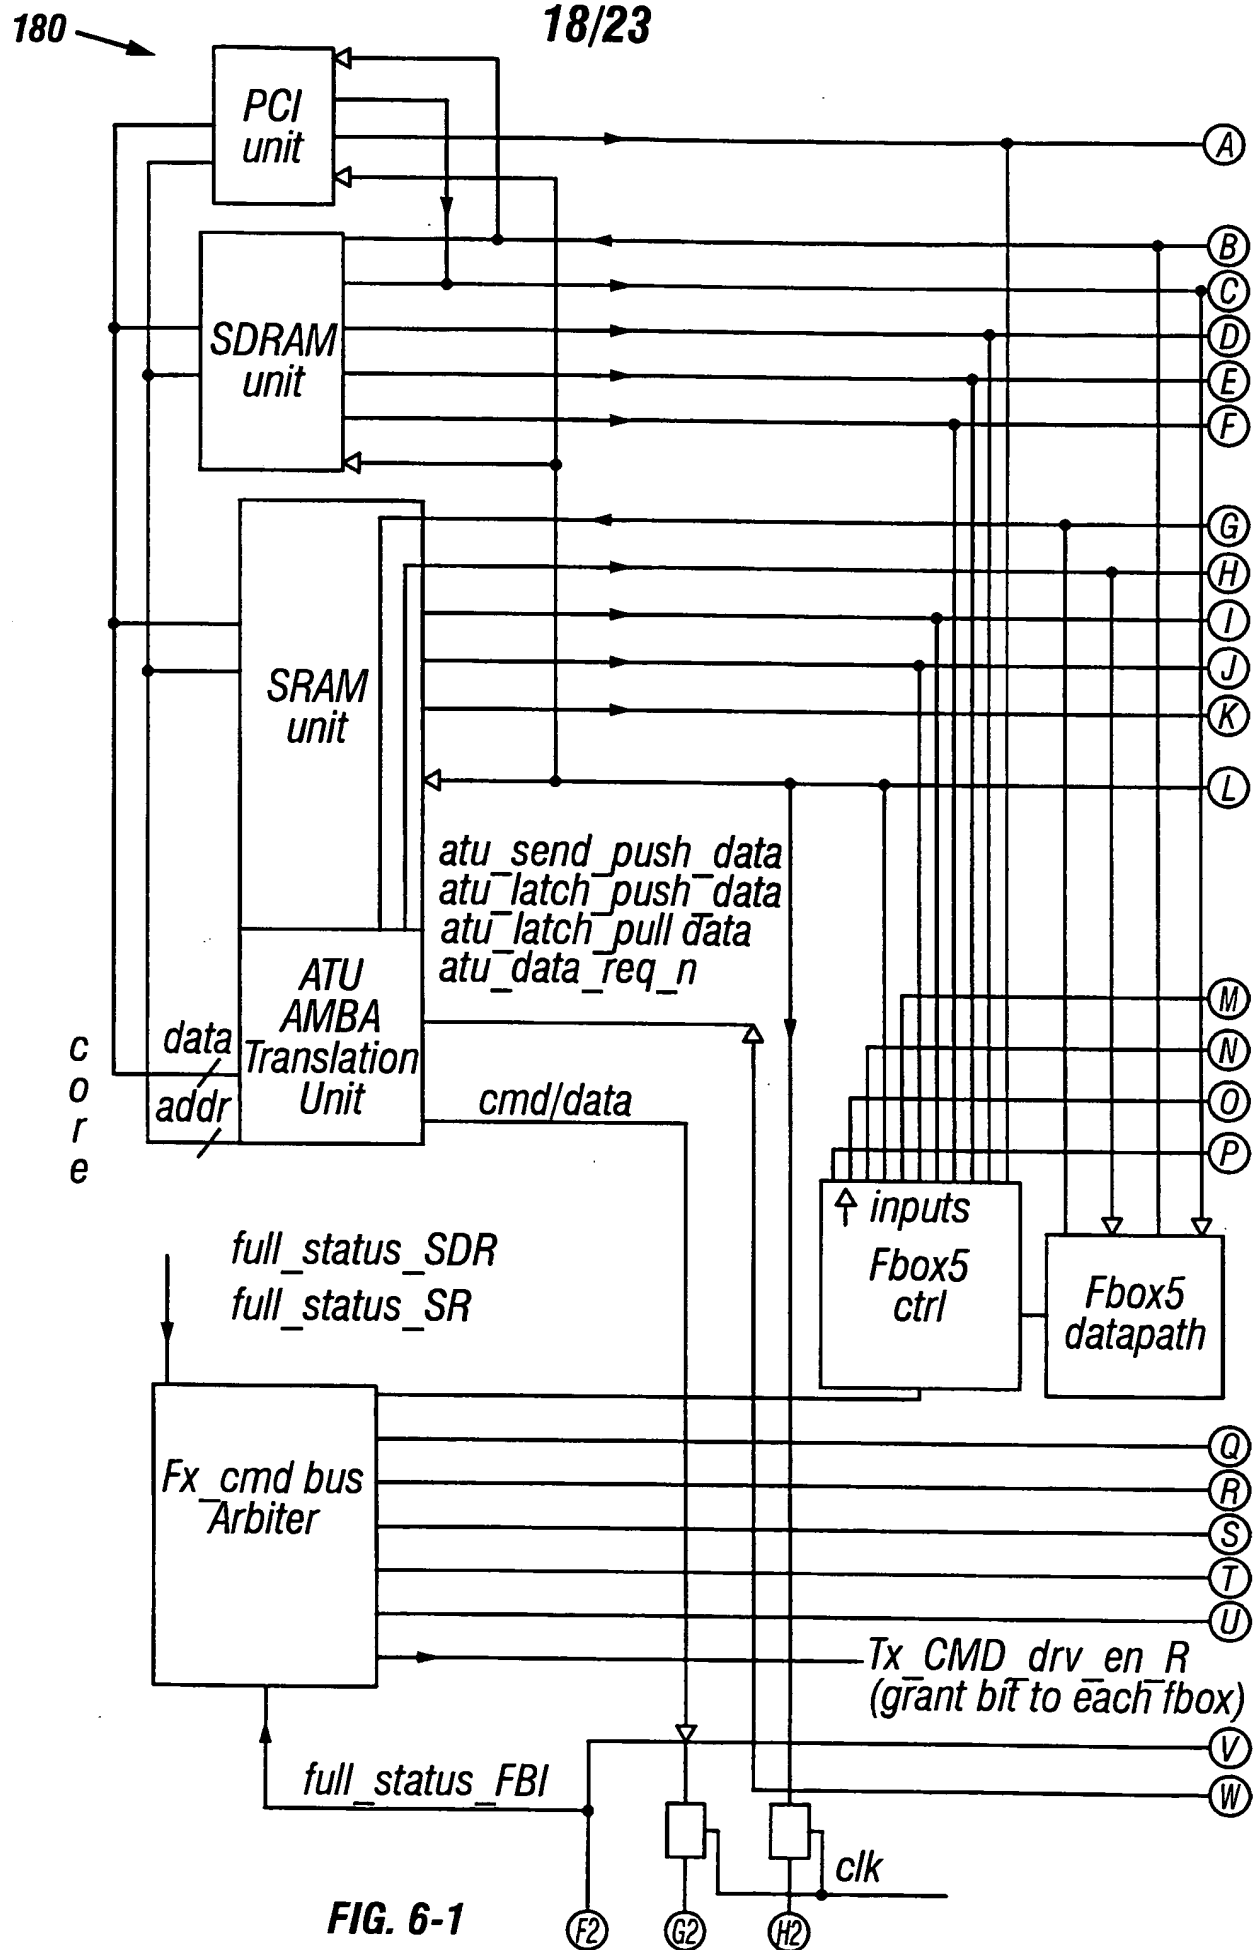 18/23
180
PCI
unit
A
B
C
SDRAM
unit
D
E
F
G
H
I
SRAM
unit
J
K
L
atu_send_push_data
atu_latch_push_data
atu_latch_pull data
atu_data_req_n
ATU
AMBA
Translation
Unit
core
data
addr
cmd/data
M
N
O
P
inputs
Fbox5
ctrl
Fbox5
datapath
full_status_SDR
full_status_SR
Fx_cmd bus
Arbiter
Q
R
S
T
U
Tx_CMD_drv_en_R
(grant bit to each fbox)
V
full_status_FBI
W
clk
FIG. 6-1
F2
G2
H2